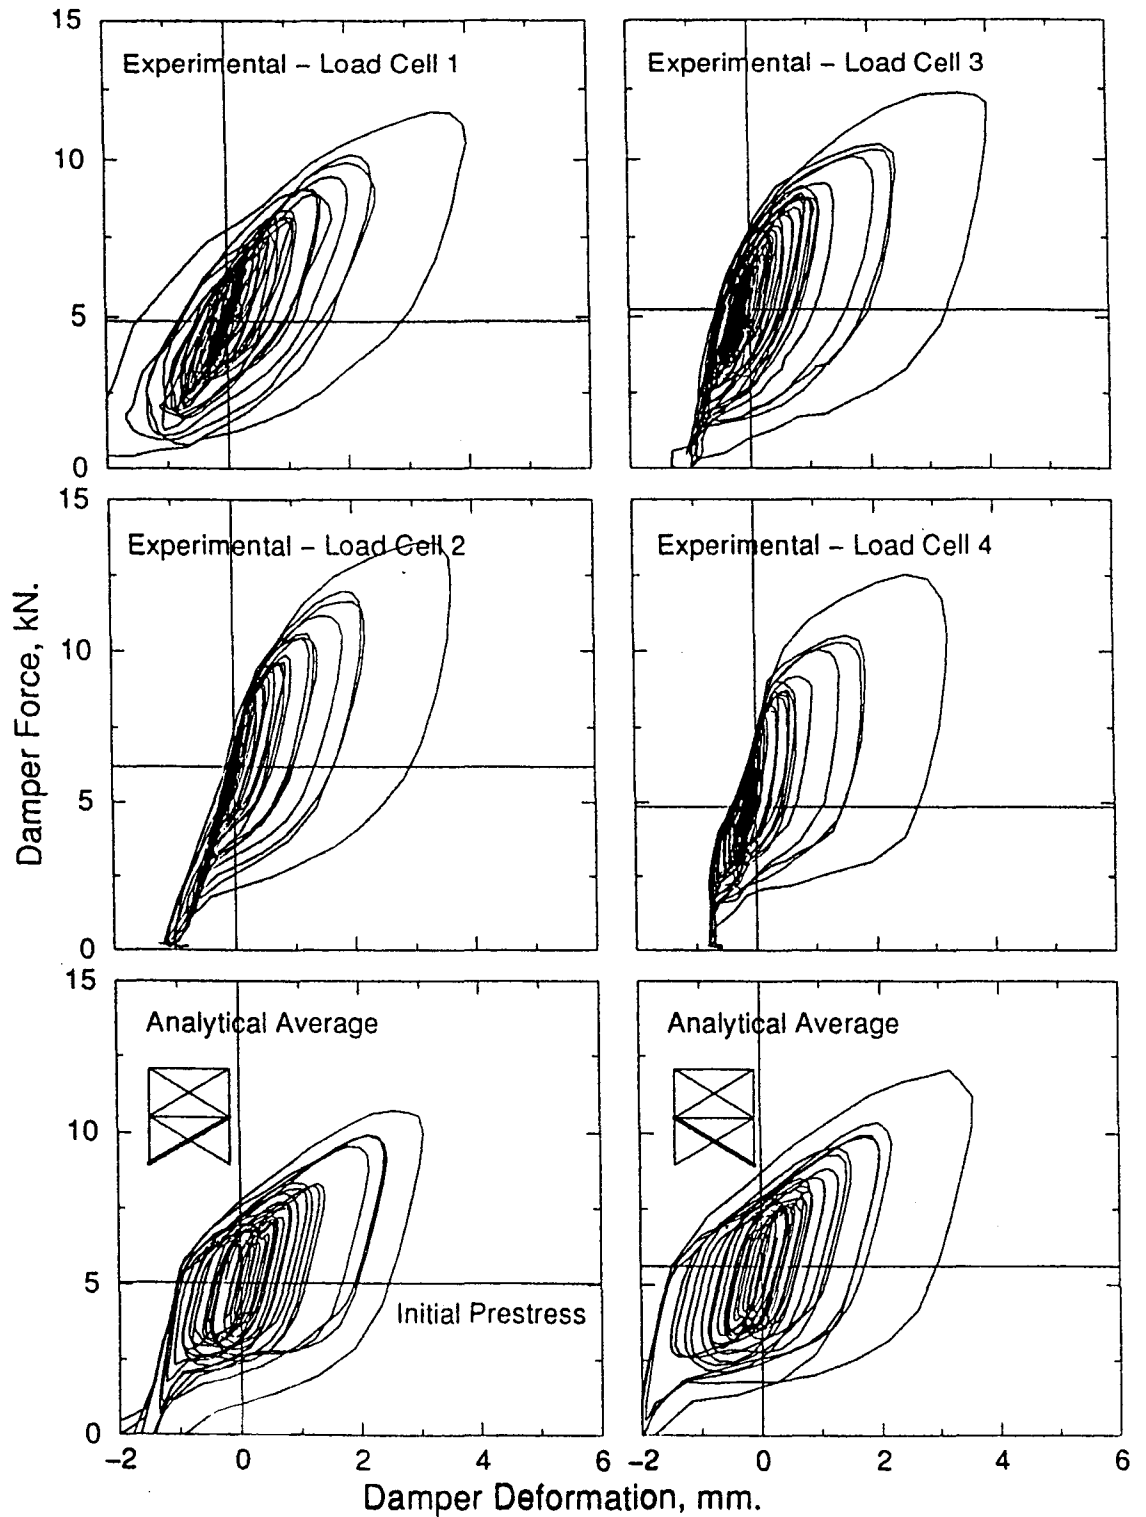 15
Experimental – Load Cell 1
Experimental – Load Cell 3
10
5
0
15
Experimental – Load Cell 2
Experimental – Load Cell 4
10
5
0
Damper Force, kN.
15
Analytical Average
Analytical Average
10
5
Initial Prestress
0
-2 0 2 4 6
-2 0 2 4 6
Damper Deformation, mm.